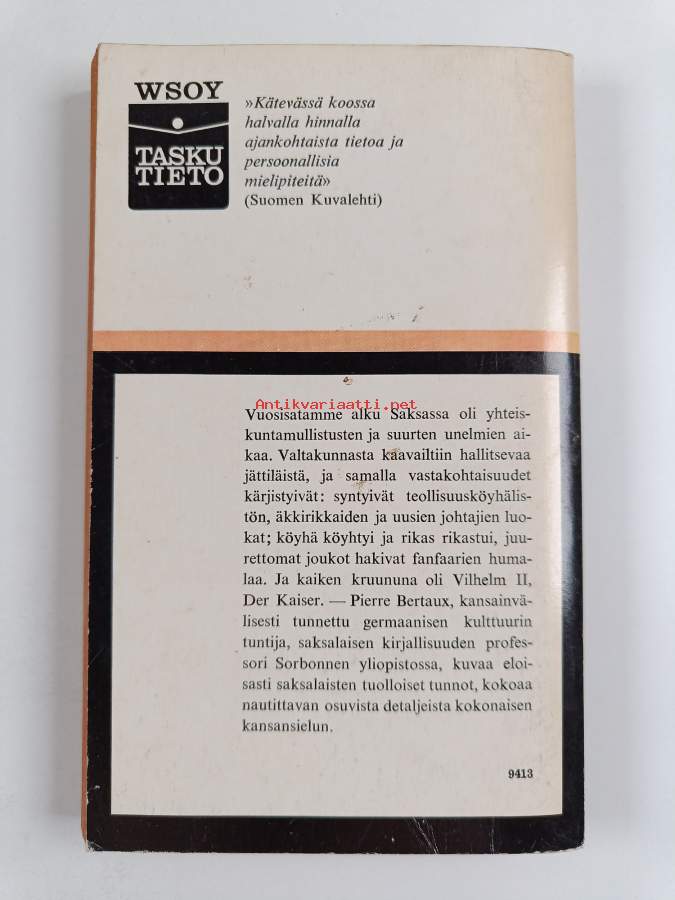 WSOY
TASKU
TIETO
»Kätevässä koossa
halvalla hinnalla
ajankohtaista tietoa ja
persoonallisia
mielipiteitä»
(Suomen Kuvalehti)
Antikvariaatti.net
Vuosisatamme alku Saksassa oli yhteis-
kuntamullistusten ja suurten unelmien ai-
kaa. Valtakunnasta kaavailtiin hallitsevaa
jättiläistä, ja samalla vastakohtaisuudet
kärjistyivät: syntyivät teollisuusköyhälis-
tön, äkkirikkaiden ja uusien johtajien luo-
kat; köyhä köyhtyi ja rikas rikastui, juu-
rettomat joukot hakivat fanfaarien huma-
laa. Ja kaiken kruununa oli Vilhelm II,
Der Kaiser. — Pierre Bertaux, kansainvä-
lisesti tunnettu germaanisen kulttuurin
tuntija, saksalaisen kirjallisuuden profes-
sori Sorbonnen yliopistossa, kuvaa eloi-
sasti saksalaisten tuolloiset tunnot, kokoaa
nautittavan osuvista detaljeista kokonaisen
kansansielun.
9413